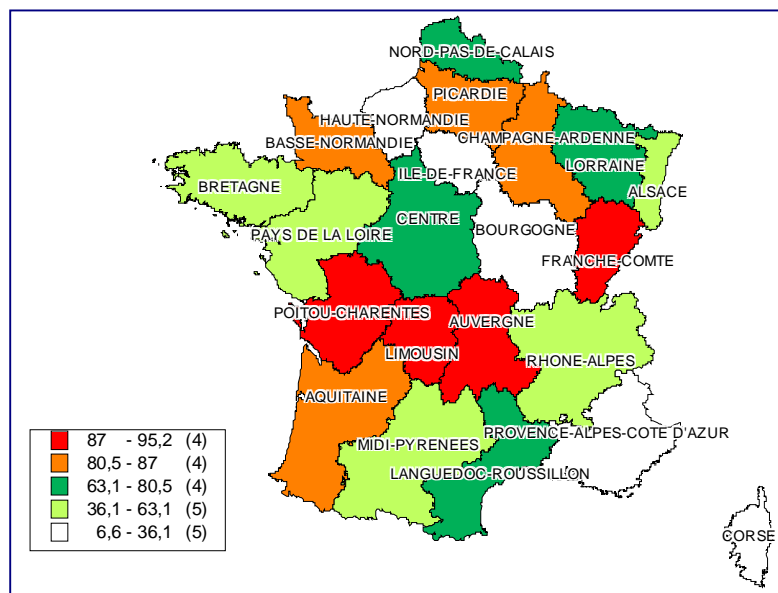 NORD-PAS-DE-CALAIS
PICARDIE
HAUTE-NORMANDIE
BASSE-NORMANDIE
CHAMPAGNE-ARDENNE
LORRAINE
ILE-DE-FRANCE
BRETAGNE
ALSACE
CENTRE
PAYS DE LA LOIRE
BOURGOGNE
FRANCHE-COMTE
POITOU-CHARENTES
AUVERGNE
LIMOUSIN
RHONE-ALPES
AQUITAINE
PROVENCE-ALPES-COTE D'AZUR
MIDI-PYRENEES
LANGUEDOC-ROUSSILLON
CORSE
87 - 95,2 (4)
80,5 - 87 (4)
63,1 - 80,5 (4)
36,1 - 63,1 (5)
6,6 - 36,1 (5)